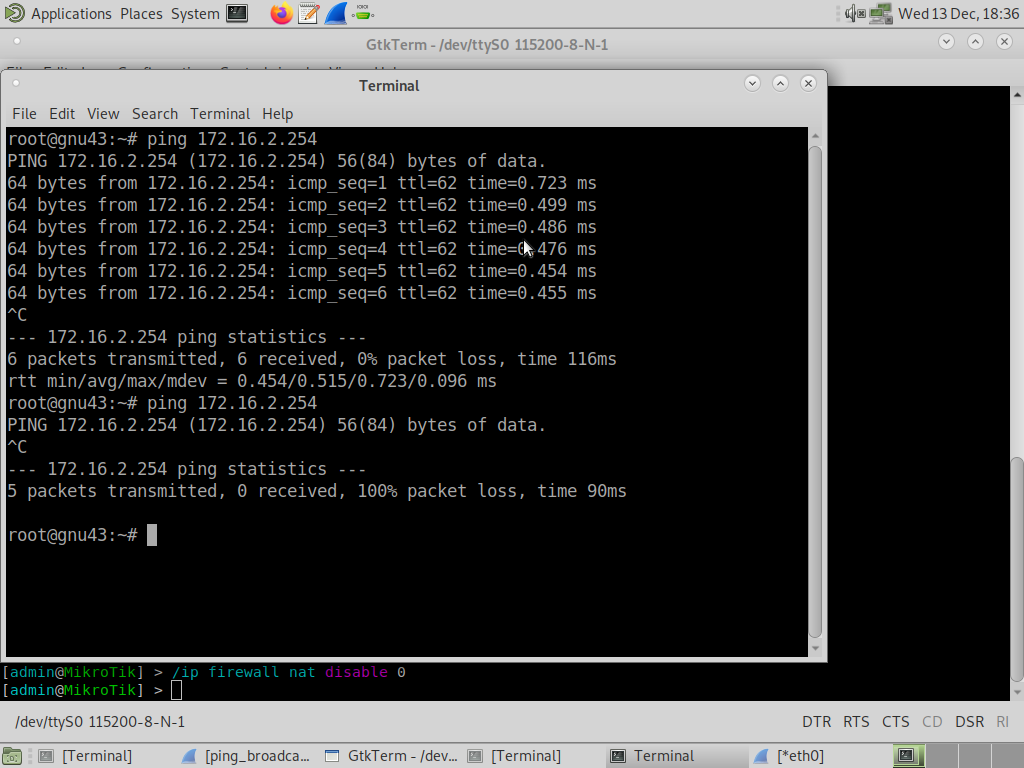 Applications Places System Wed 13 Dec, 18:36
GtkTerm - /dev/ttyS0 115200-8-N-1
Terminal
File Edit View Search Terminal Help
root@gnu43:~# ping 172.16.2.254
PING 172.16.2.254 (172.16.2.254) 56(84) bytes of data.
64 bytes from 172.16.2.254: icmp_seq=1 ttl=62 time=0.723 ms
64 bytes from 172.16.2.254: icmp_seq=2 ttl=62 time=0.499 ms
64 bytes from 172.16.2.254: icmp_seq=3 ttl=62 time=0.486 ms
64 bytes from 172.16.2.254: icmp_seq=4 ttl=62 time=0.476 ms
64 bytes from 172.16.2.254: icmp_seq=5 ttl=62 time=0.454 ms
64 bytes from 172.16.2.254: icmp_seq=6 ttl=62 time=0.455 ms
^C
--- 172.16.2.254 ping statistics ---
6 packets transmitted, 6 received, 0% packet loss, time 116ms
rtt min/avg/max/mdev = 0.454/0.515/0.723/0.096 ms
root@gnu43:~# ping 172.16.2.254
PING 172.16.2.254 (172.16.2.254) 56(84) bytes of data.
^C
--- 172.16.2.254 ping statistics ---
5 packets transmitted, 0 received, 100% packet loss, time 90ms
root@gnu43:~#
[admin@MikroTik] > /ip firewall nat disable 0
[admin@MikroTik] >
/dev/ttyS0 115200-8-N-1 DTR RTS CTS CD DSR RI
[Terminal] [ping_broadca... GtkTerm - /dev... [Terminal] Terminal [*eth0]